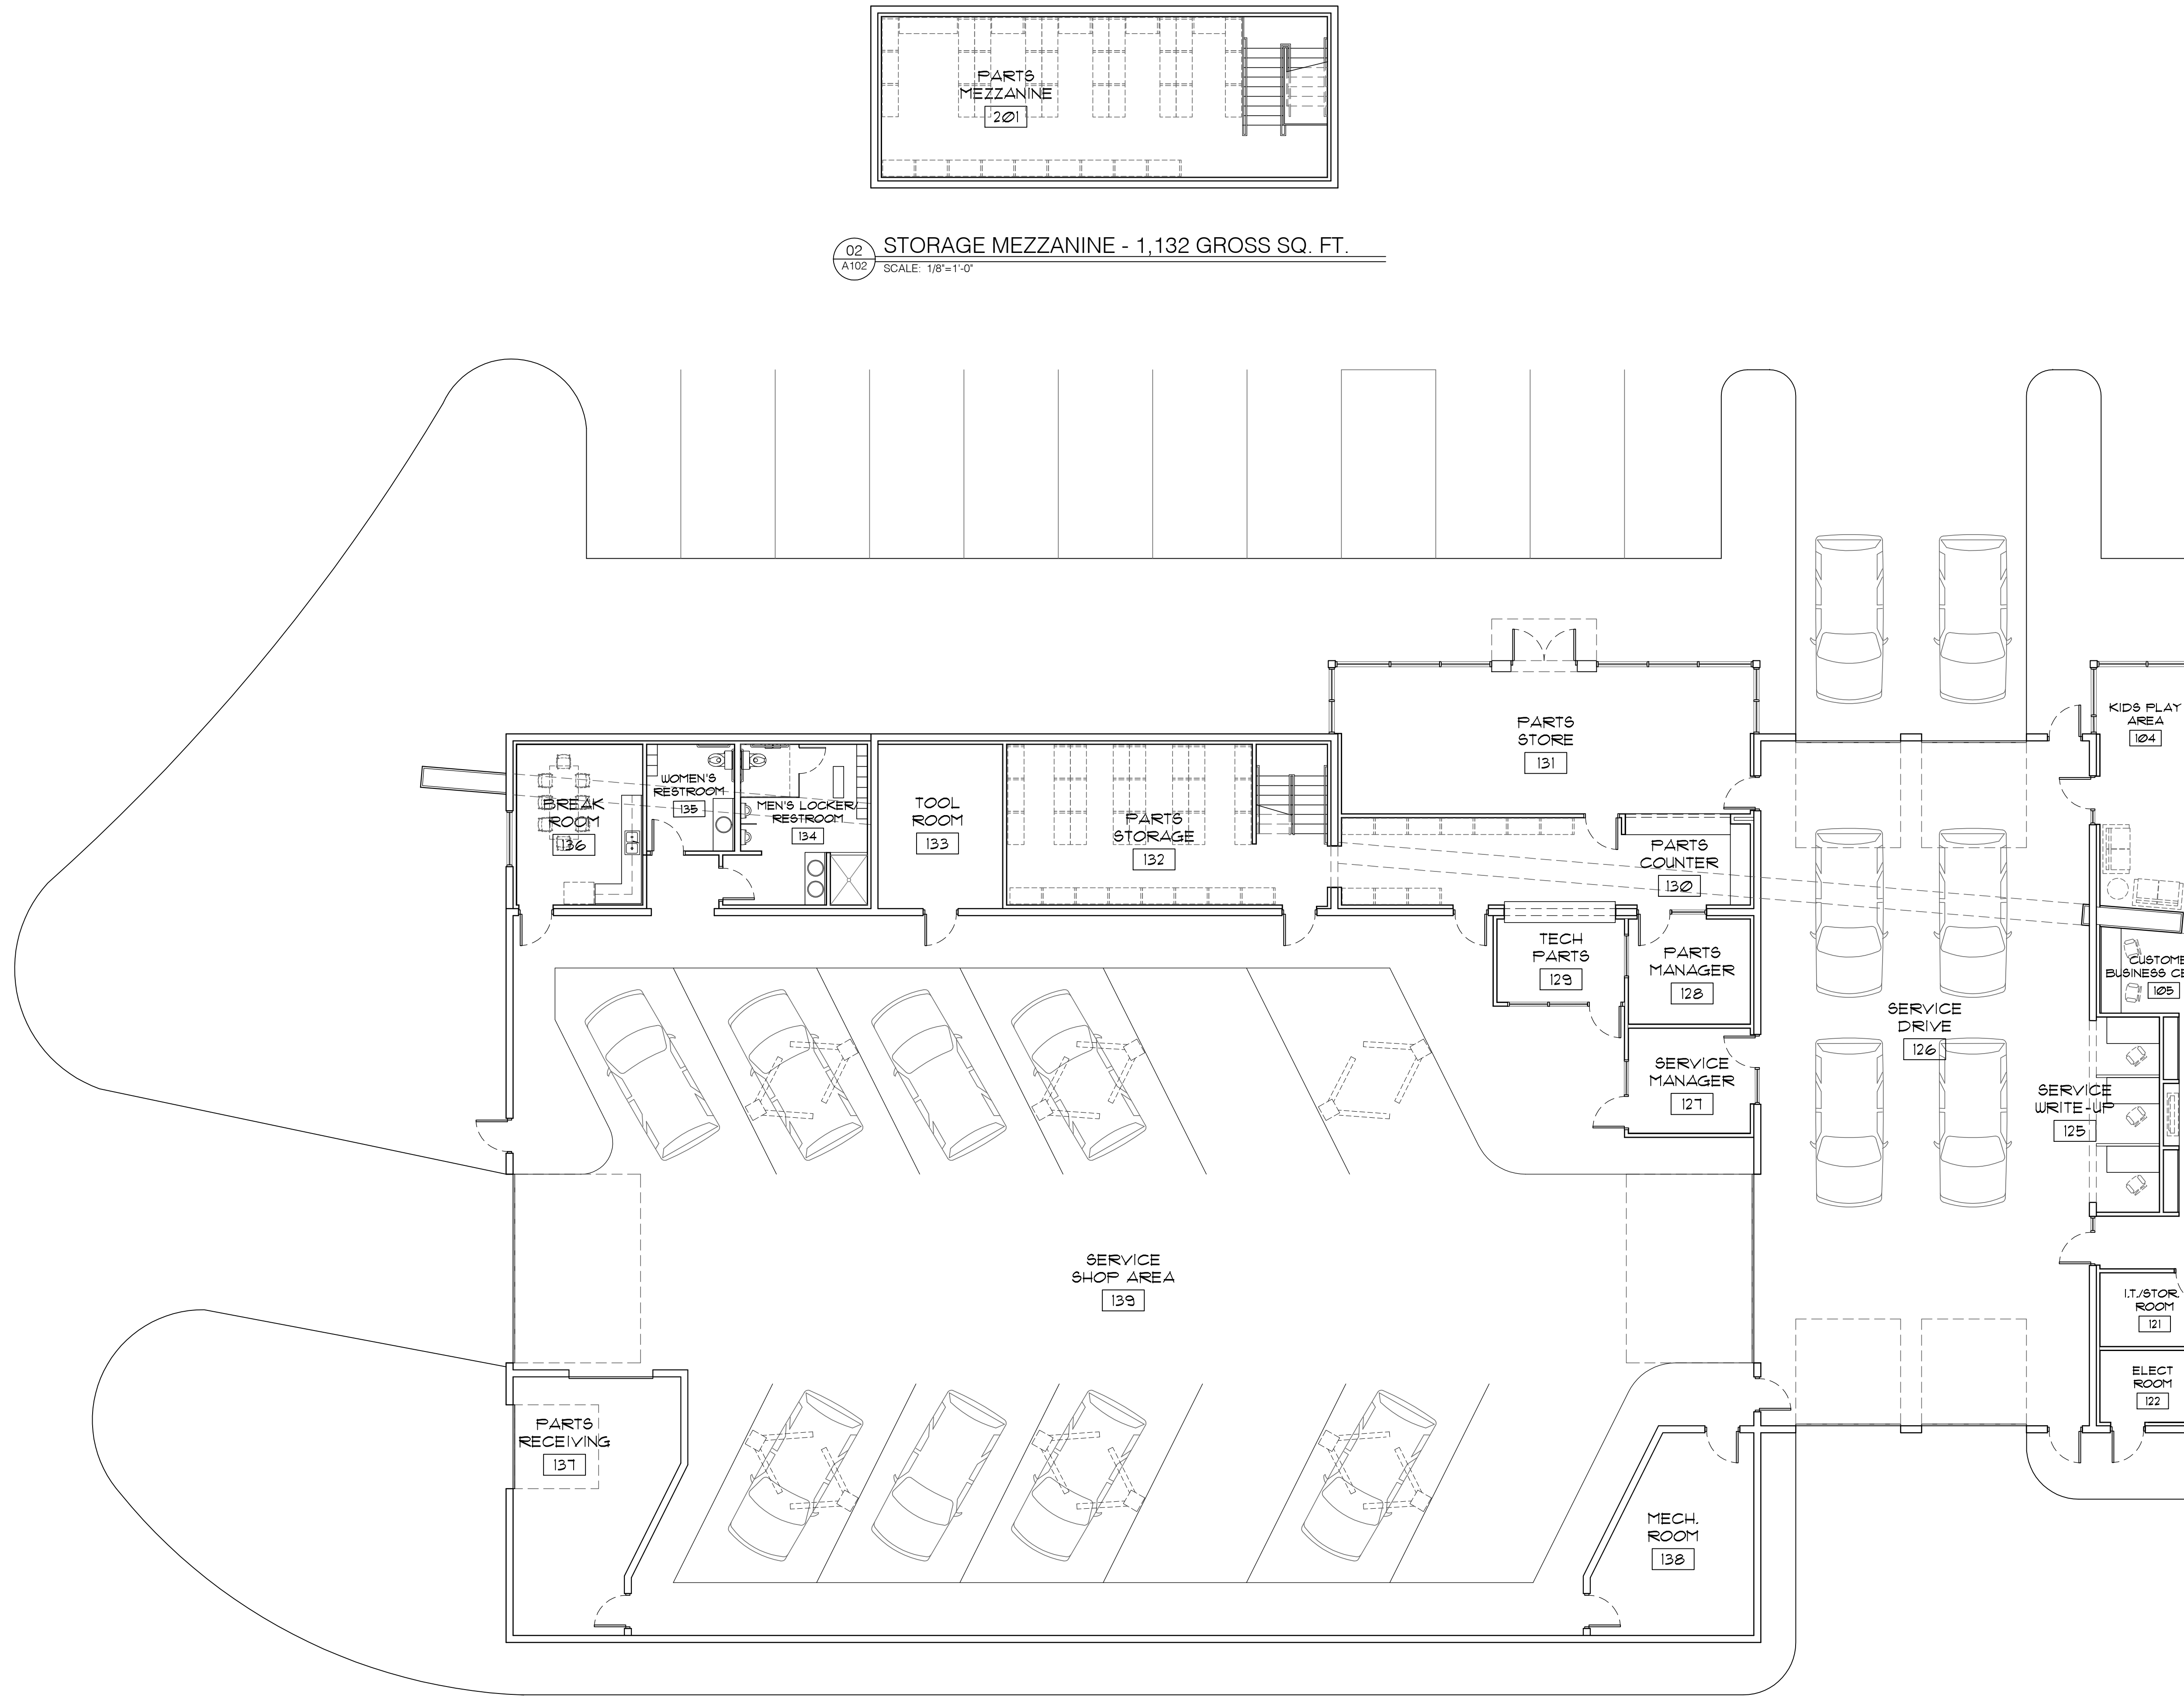 PARTS
MEZZANINE
201
02
A102
STORAGE MEZZANINE - 1,132 GROSS SQ. FT.
SCALE: 1/8"=1'-0"
PARTS
STORE
131
KIDS PLAY
AREA
104
BREAK
ROOM
136
WOMEN'S
RESTROOM
135
MEN'S LOCKER/
RESTROOM
134
TOOL
ROOM
133
PARTS
STORAGE
132
PARTS
COUNTER
130
TECH
PARTS
129
PARTS
MANAGER
128
CUSTOME
BUSINESS CE
105
SERVICE
DRIVE
126
SERVICE
MANAGER
127
SERVICE
WRITE-UP
125
SERVICE
SHOP AREA
139
I.T./STOR.
ROOM
121
ELECT
ROOM
122
PARTS
RECEIVING
137
MECH.
ROOM
138